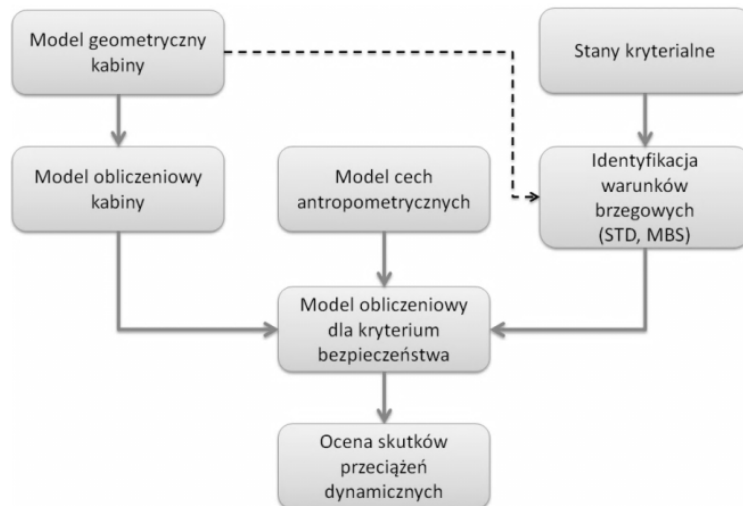 Model geometryczny
kabiny
Stany kryterialne
Model obliczeniowy
kabiny
Model cech
antropometrycznych
Identyfikacja
warunków
brzegowych
(STD, MBS)
Model obliczeniowy
dla kryterium
bezpieczeństwa
Ocena skutków
przeciążeń
dynamicznych